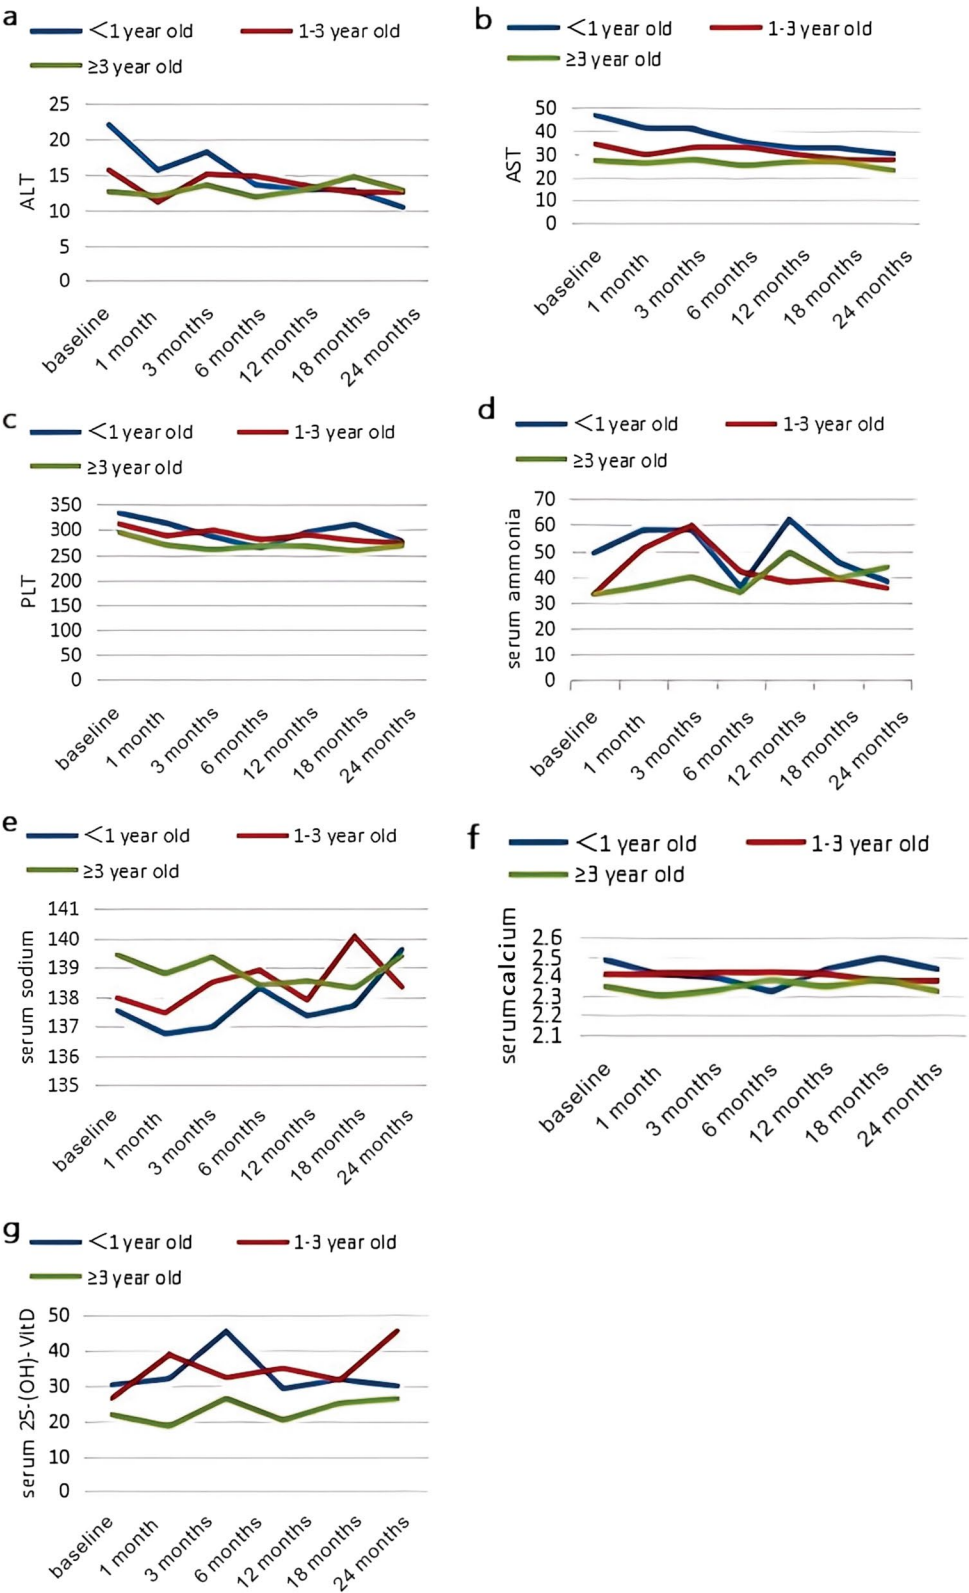 a
<1 year old 1-3 year old
≥3 year old
ALT
25
20
15
10
5
0
baseline
1 month
3 months
6 months
12 months
18 months
24 months
b
<1 year old 1-3 year old
≥3 year old
AST
50
40
30
20
10
0
baseline
1 month
3 months
6 months
12 months
18 months
24 months
c
<1 year old 1-3 year old
≥3 year old
PLT
350
300
250
200
150
100
50
0
baseline
1 month
3 months
6 months
12 months
18 months
24 months
d
<1 year old 1-3 year old
≥3 year old
serum ammonia
70
60
50
40
30
20
10
0
baseline
1 month
3 months
6 months
12 months
18 months
24 months
e
<1 year old 1-3 year old
≥3 year old
serum sodium
141
140
139
138
137
136
135
baseline
1 month
3 months
6 months
12 months
18 months
24 months
f
<1 year old 1-3 year old
≥3 year old
serumcalcium
2.6
2.5
2.4
2.3
2.2
2.1
baseline
1 month
3 months
6 months
12 months
18 months
24 months
g
<1 year old 1-3 year old
≥3 year old
serum 25-(OH)-VitD
50
40
30
20
10
0
baseline
1 month
3 months
6 months
12 months
18 months
24 months